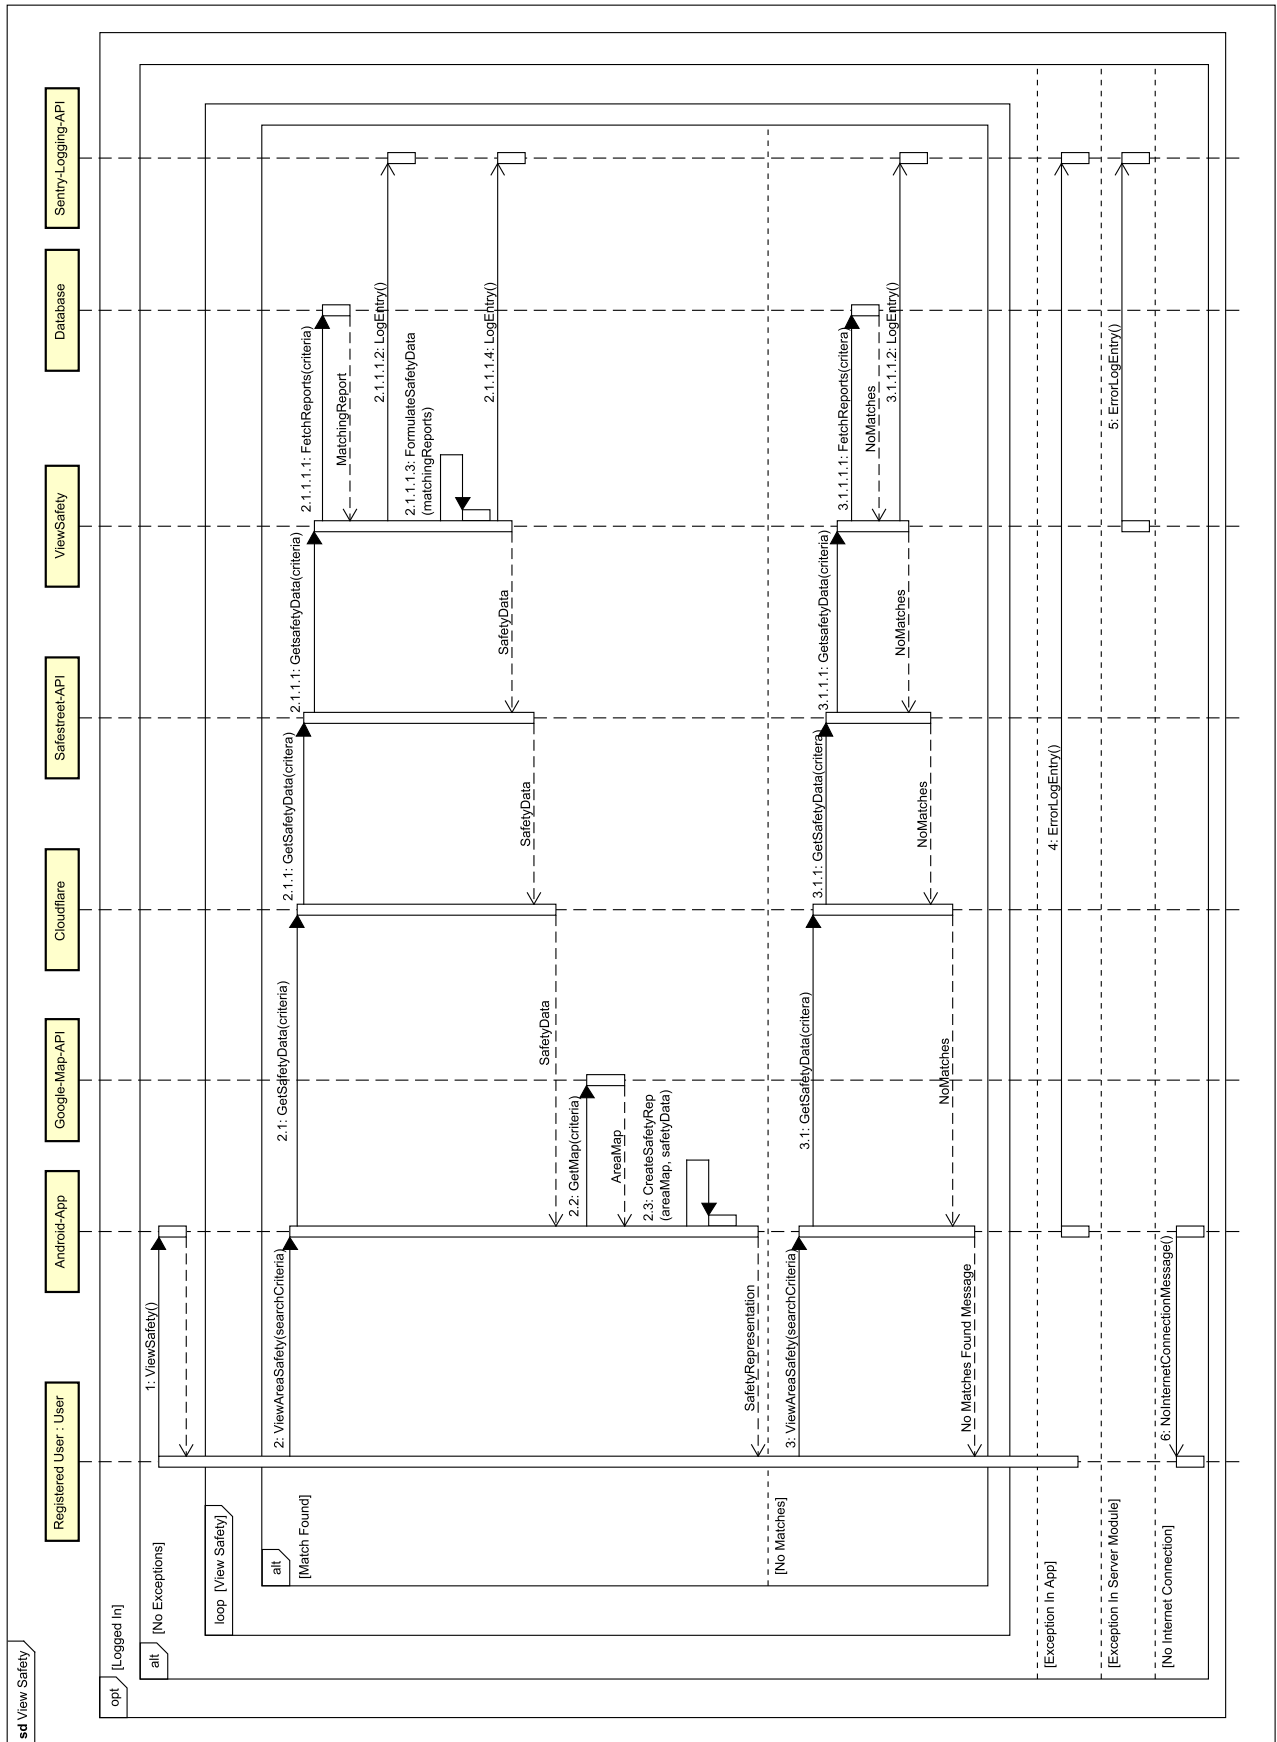 sd View Safety
Registered User : User
Android-App
Google-Map-API
Cloudflare
Safestreet-API
ViewSafety
Database
Sentry-Logging-API
opt
[Logged In]
alt
[No Exceptions]
1: ViewSafety()
loop [View Safety]
alt
[Match Found]
2: ViewAreaSafety(searchCriteria)
2.1: GetSafetyData(criteria)
2.1.1: GetSafetyData(critera)
2.1.1.1: GetsafetyData(criteria)
2.1.1.1.1: FetchReports(criteria)
MatchingReport
2.1.1.1.2: LogEntry()
2.1.1.1.3: FormulateSafetyData
(matchingReports)
2.1.1.1.4: LogEntry()
SafetyData
SafetyData
SafetyData
2.2: GetMap(criteria)
AreaMap
2.3: CreateSafetyRep
(areaMap, safetyData)
SafetyRepresentation
[No Matches]
3: ViewAreaSafety(searchCriteria)
3.1: GetSafetyData(critera)
3.1.1: GetSafetyData(critera)
3.1.1.1: GetsafetyData(criteria)
3.1.1.1.1: FetchReports(critera)
NoMatches
3.1.1.1.2: LogEntry()
NoMatches
NoMatches
NoMatches
No Matches Found Message
[Exception In App]
4: ErrorLogEntry()
[Exception In Server Module]
5: ErrorLogEntry()
[No Internet Connection]
6: NoInternetConnectionMessage()